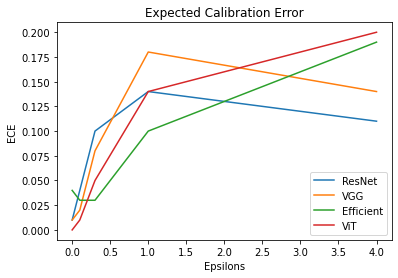 Expected Calibration Error
ECE
0.200
0.175
0.150
0.125
0.100
0.075
0.050
0.025
0.000
ResNet
VGG
Efficient
ViT
0.0 0.5 1.0 1.5 2.0 2.5 3.0 3.5 4.0
Epsilons